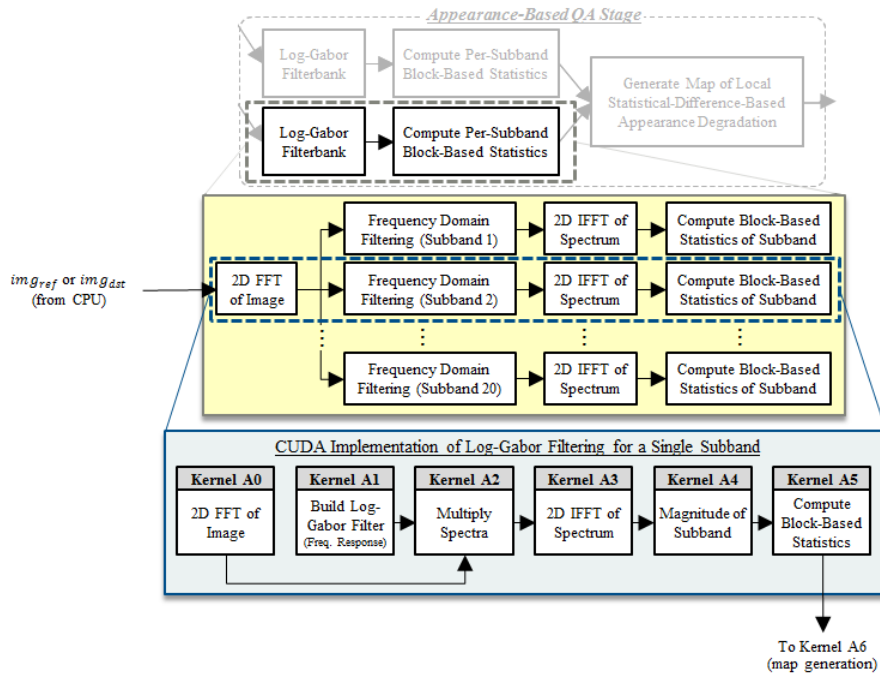 Appearance-Based QA Stage
Log-Gabor
Filterbank
Compute Per-Subband
Block-Based Statistics
Generate Map of Local
Statistical-Difference-Based
Appearance Degradation
Log-Gabor
Filterbank
Compute Per-Subband
Block-Based Statistics
img_ref or img_dst
(from CPU)
2D FFT
of Image
Frequency Domain
Filtering (Subband 1)
2D IFFT of
Spectrum
Compute Block-Based
Statistics of Subband
Frequency Domain
Filtering (Subband 2)
2D IFFT of
Spectrum
Compute Block-Based
Statistics of Subband
Frequency Domain
Filtering (Subband 20)
2D IFFT of
Spectrum
Compute Block-Based
Statistics of Subband
CUDA Implementation of Log-Gabor Filtering for a Single Subband
Kernel A0
2D FFT of
Image
Kernel A1
Build Log-
Gabor Filter
(Freq. Response)
Kernel A2
Multiply
Spectra
Kernel A3
2D IFFT of
Spectrum
Kernel A4
Magnitude of
Subband
Kernel A5
Compute
Block-Based
Statistics
To Kernel A6
(map generation)